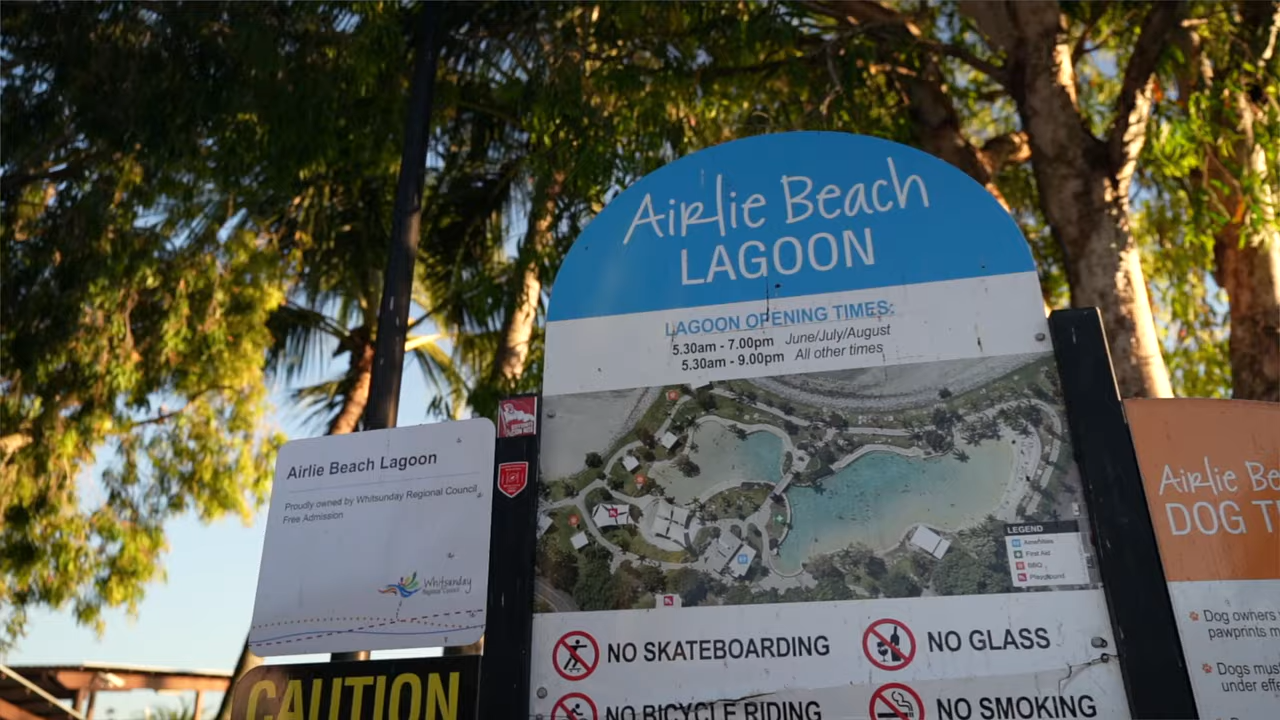 Airlie Beach
LAGOON
LAGOON OPENING TIMES:
5.30am - 7.00pm June/July/August
5.30am - 9.00pm All other times
LEGEND
Amenities
First Aid
BBQ
Playground
NO SKATEBOARDING
NO GLASS
NO BICYCLE RIDING
NO SMOKING
Airlie Beach Lagoon
Proudly owned by Whitsunday Regional Council
Free Admission
Whitsunday
Regional Council
CAUTION
Airlie Bea
DOG T
Dog owners
pawprints m
Dogs mus
under effe